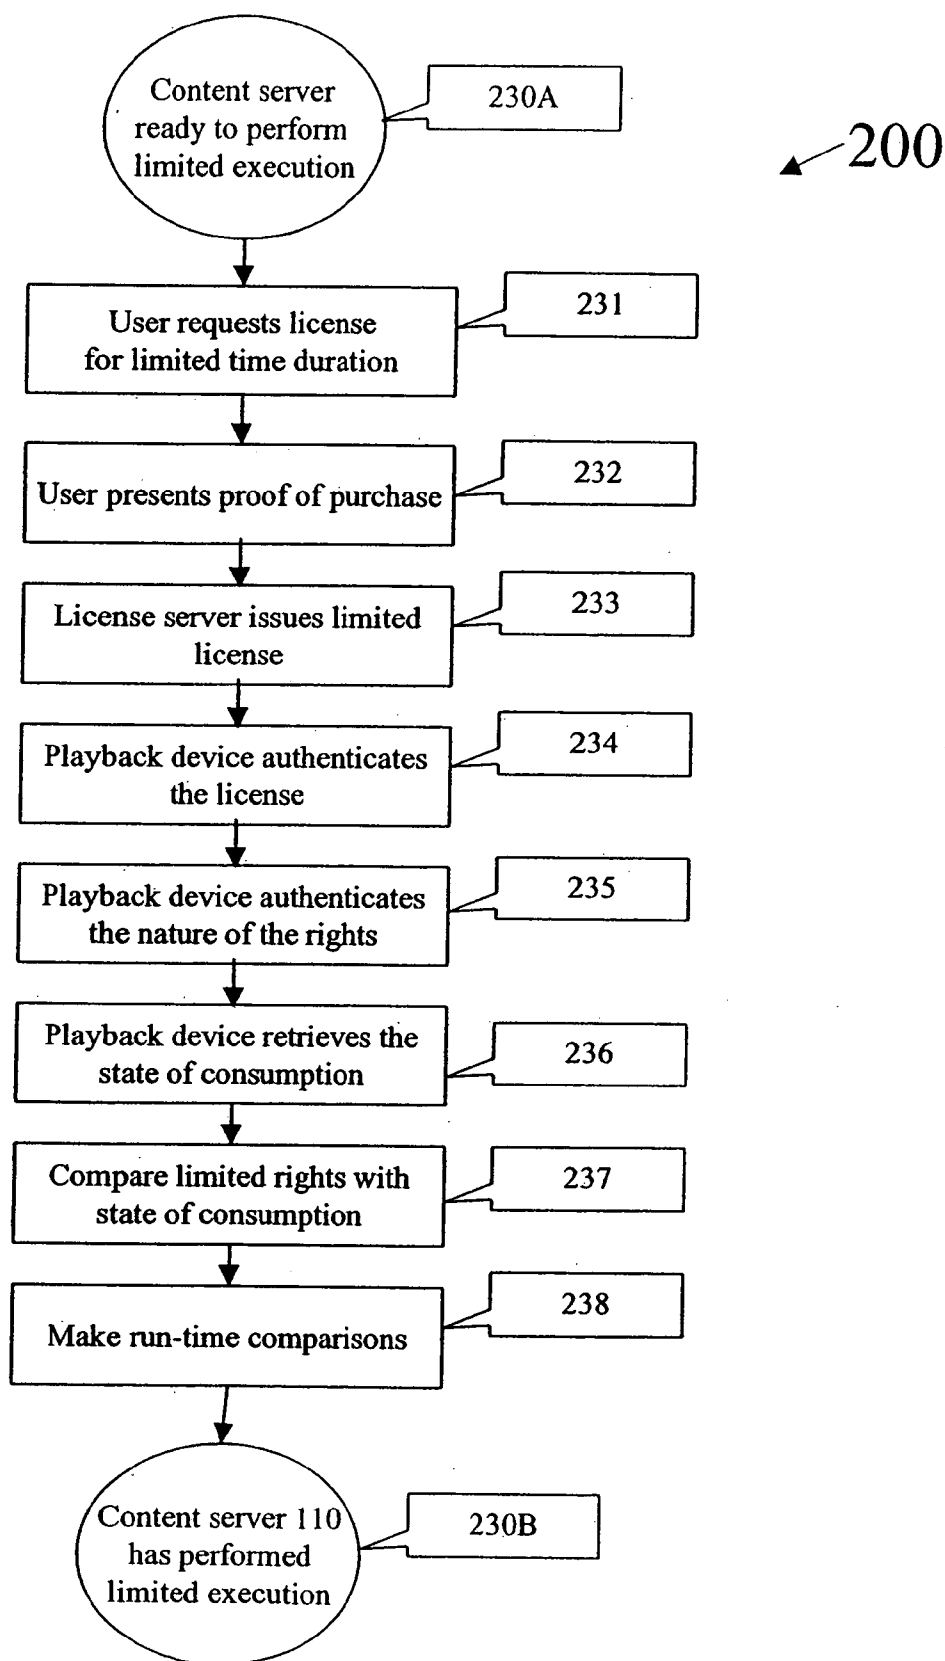 Content server
ready to perform
limited execution
230A
200
User requests license
for limited time duration
231
User presents proof of purchase
232
License server issues limited
license
233
Playback device authenticates
the license
234
Playback device authenticates
the nature of the rights
235
Playback device retrieves the
state of consumption
236
Compare limited rights with
state of consumption
237
Make run-time comparisons
238
Content server 110
has performed
limited execution
230B